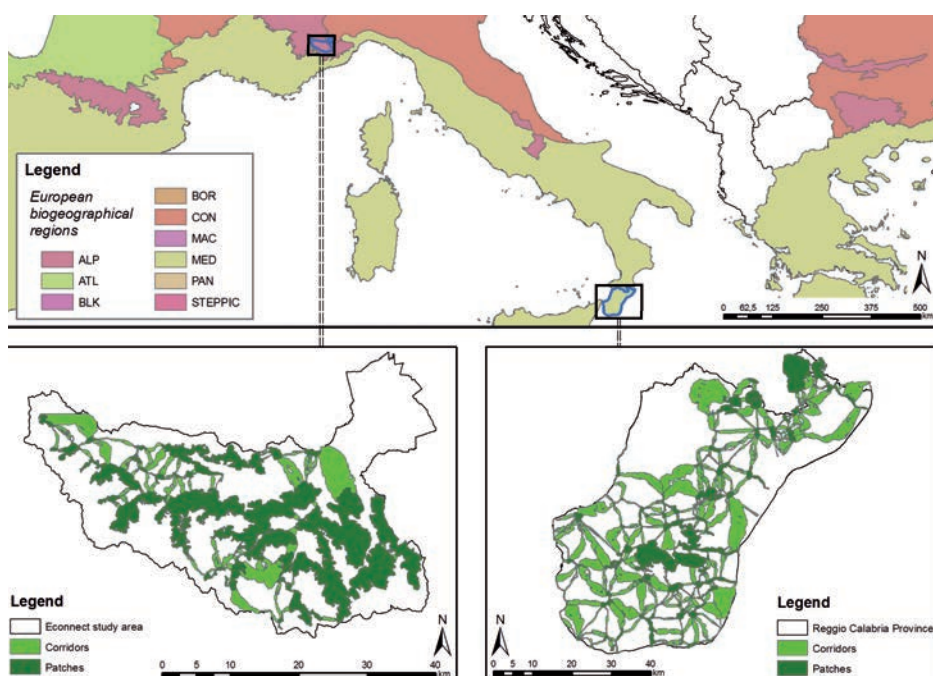 Legend
European
biogeographical
regions
ALP
ATL
BLK
BOR
CON
MAC
MED
PAN
STEPPIC
N
0 62,5 125 250 375 500
km
Legend
Econnect study area
Corridors
Patches
N
0 5 10 20 30 40
km
Legend
Reggio Calabria Province
Corridors
Patches
N
0 5 10 20 30 40
km